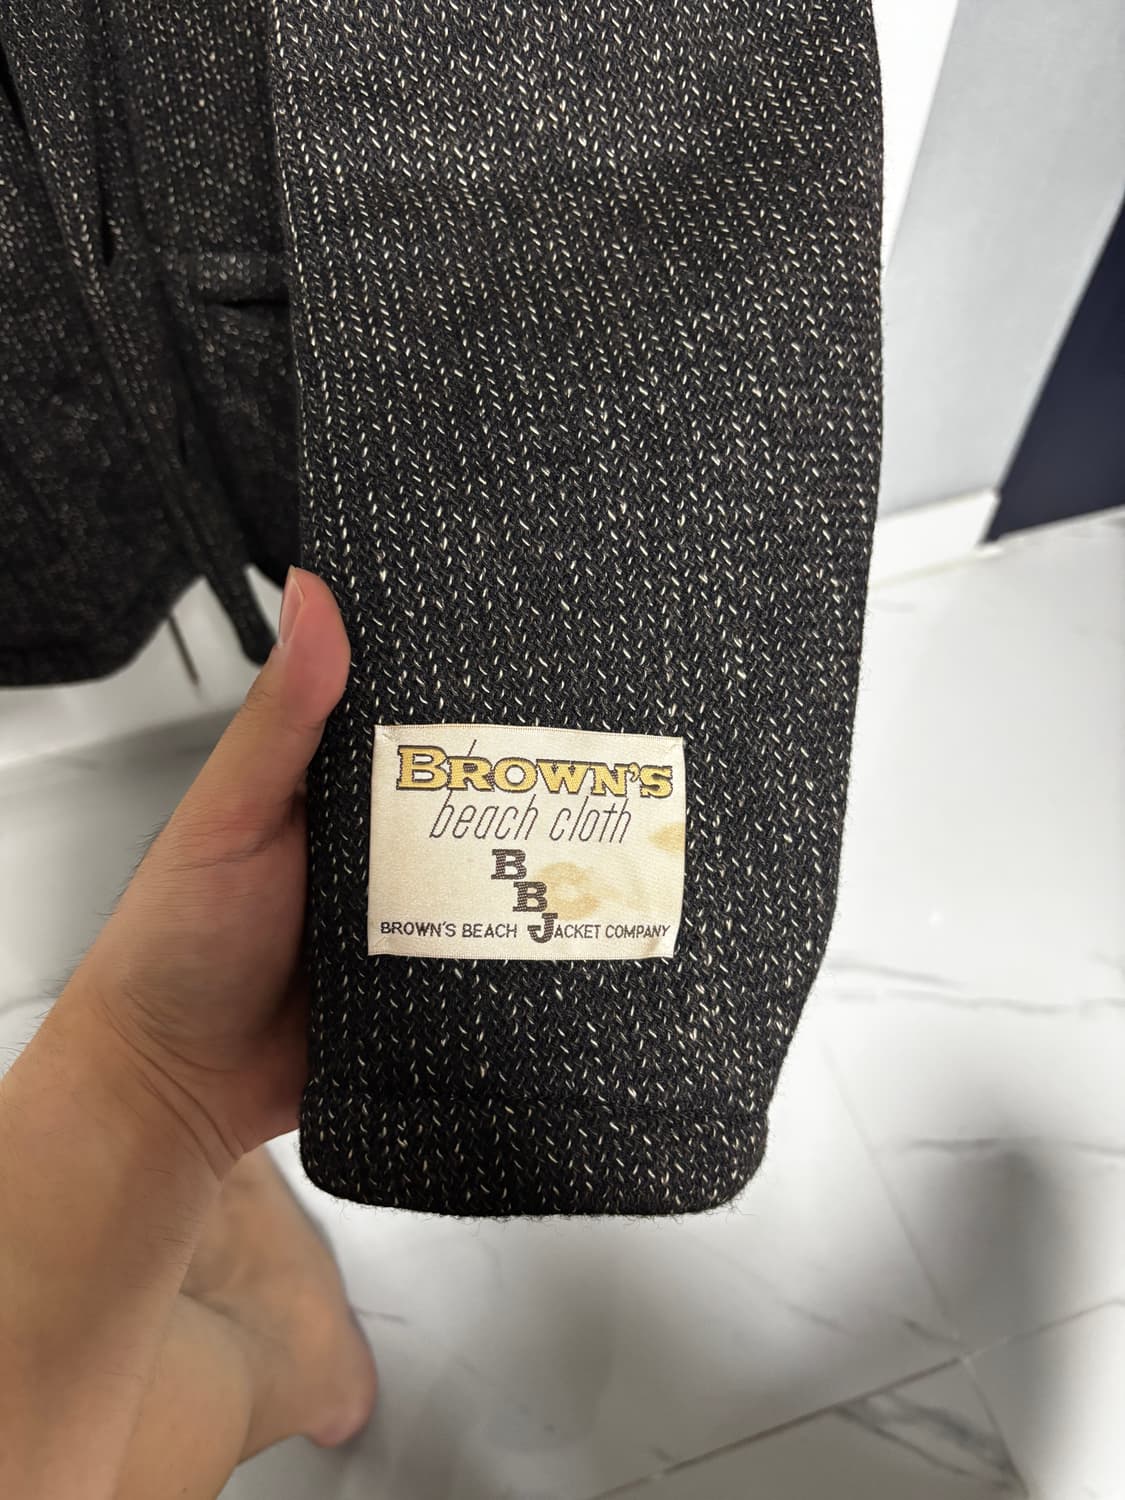 BROWN'S
beach cloth
B
B
BROWN'S BEACH JACKET COMPANY